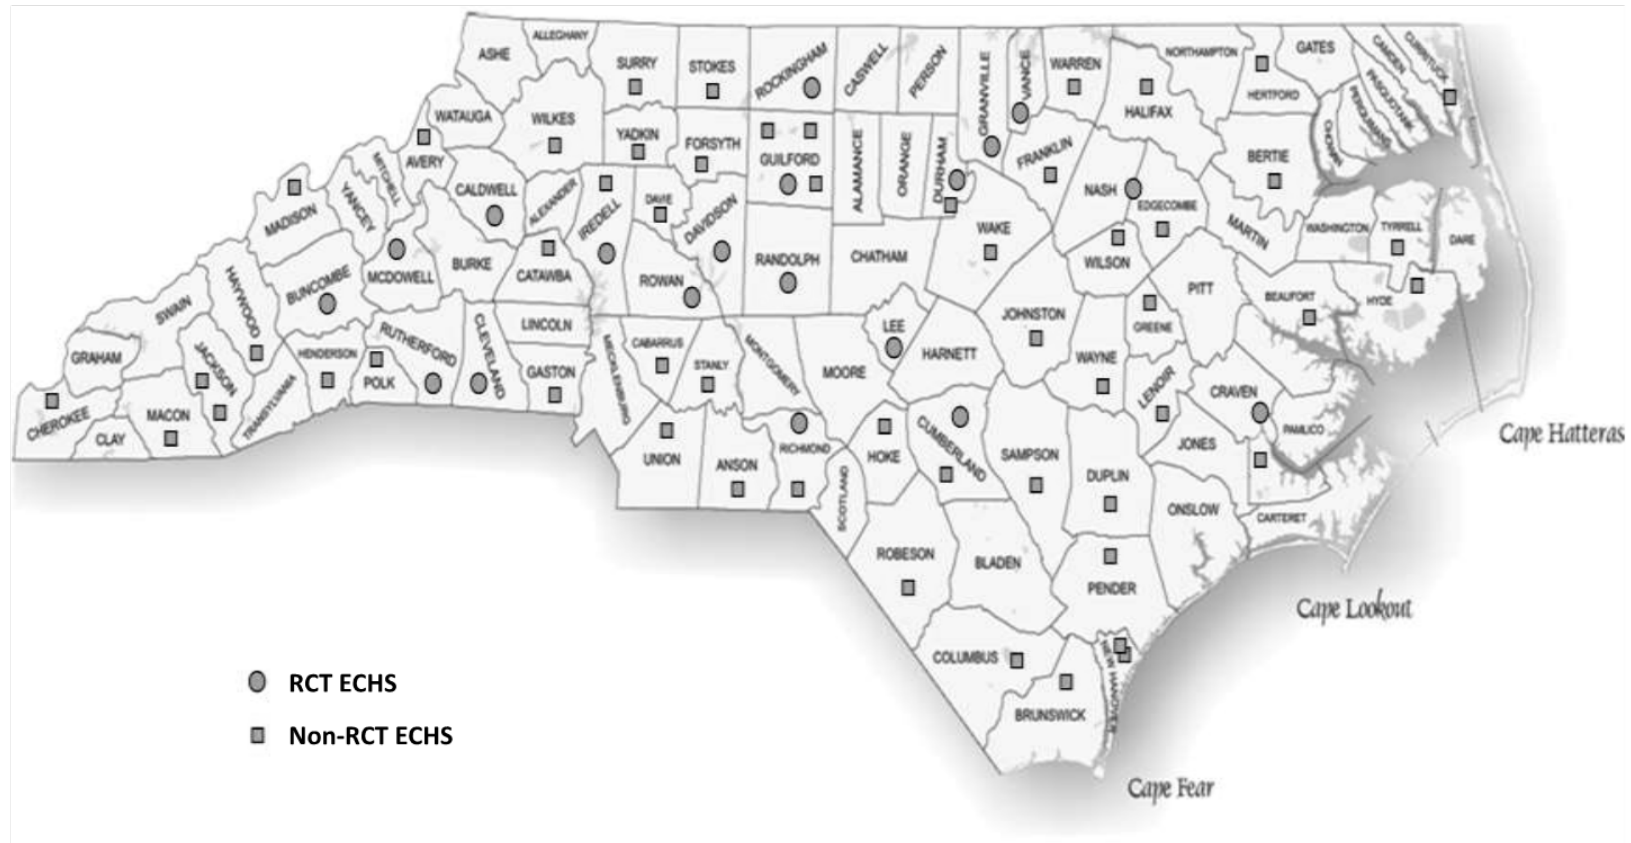 ALLEGHANY
ASHE
SURRY
STOKES
ROCKINGHAM
CASWELL
PERSON
GRANVILLE
VANCE
WARREN
NORTHAMPTON
GATES
CAMDEN
CURRITUCK
PASQUOTANK
PERQUIMANS
CHOWAN
HERTFORD
HALIFAX
WATAUGA
WILKES
YADKIN
FORSYTH
GUILFORD
ALAMANCE
ORANGE
DURHAM
FRANKLIN
NASH
EDGECOMBE
BERTIE
MARTIN
WASHINGTON
TYRRELL
DARE
AVERY
MITCHELL
YANCEY
MADISON
CALDWELL
ALEXANDER
IREDELL
DAVIE
DAVIDSON
RANDOLPH
CHATHAM
WAKE
WILSON
PITT
BEAUFORT
HYDE
BUNCOMBE
MCDOWELL
BURKE
CATAWBA
ROWAN
HAYWOOD
SWAIN
GRAHAM
JACKSON
HENDERSON
RUTHERFORD
POLK
CLEVELAND
LINCOLN
GASTON
MECKLENBURG
CABARRUS
STANLY
MONTGOMERY
MOORE
LEE
HARNETT
JOHNSTON
GREENE
WAYNE
LENOIR
CRAVEN
PAMLICO
JONES
CHEROKEE
CLAY
MACON
TRANSYLVANIA
UNION
ANSON
RICHMOND
SCOTLAND
HOKE
CUMBERLAND
SAMPSON
DUPLIN
ONSLOW
CARTERET
ROBESON
BLADEN
PENDER
COLUMBUS
BRUNSWICK
NEW HANOVER
Cape Hatteras
Cape Lookout
Cape Fear
RCT ECHS
Non-RCT ECHS